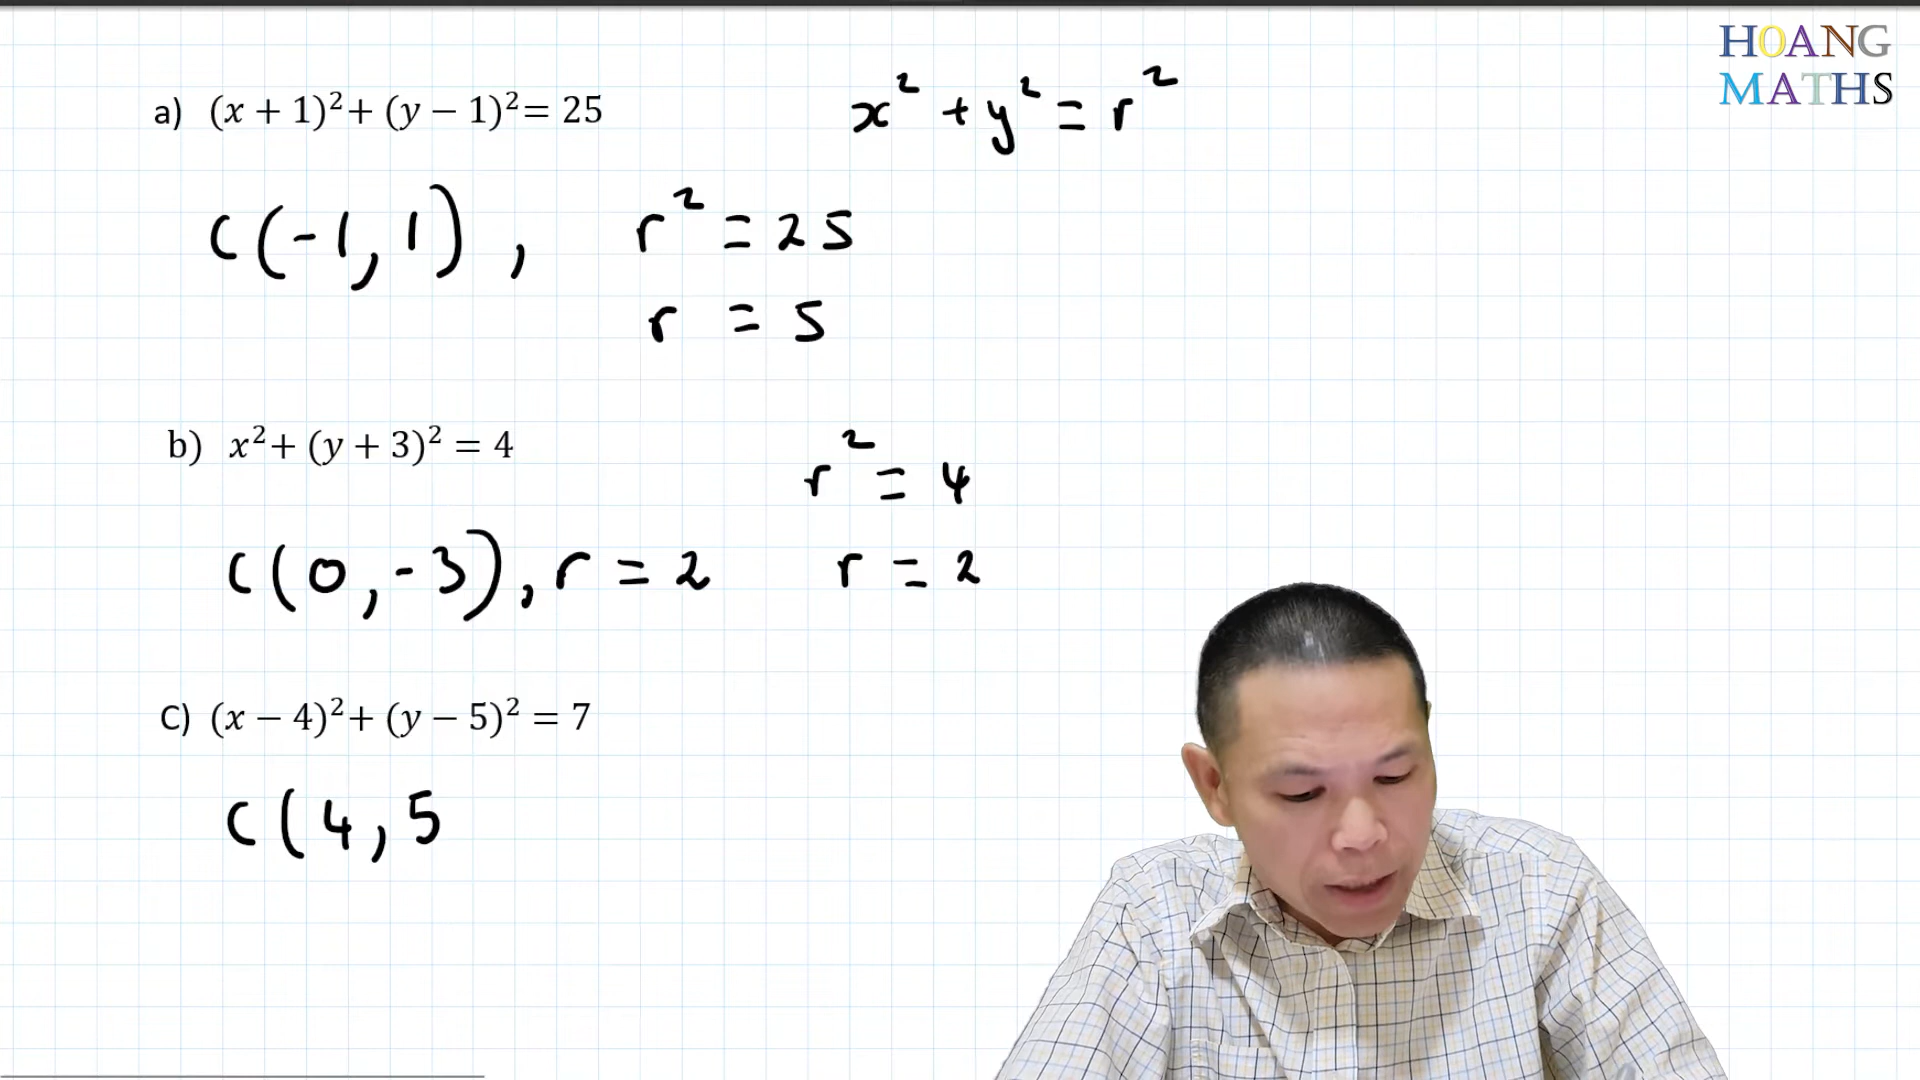 HOANG
MATHS
a) (x + 1)²+ (y − 1)²= 25
x² + y² = r²
C(-1, 1) , r² = 25
r = 5
b) x²+ (y + 3)² = 4
r² = 4
C(0, -3), r = 2
r = 2
C) (x − 4)²+ (y − 5)² = 7
C(4, 5